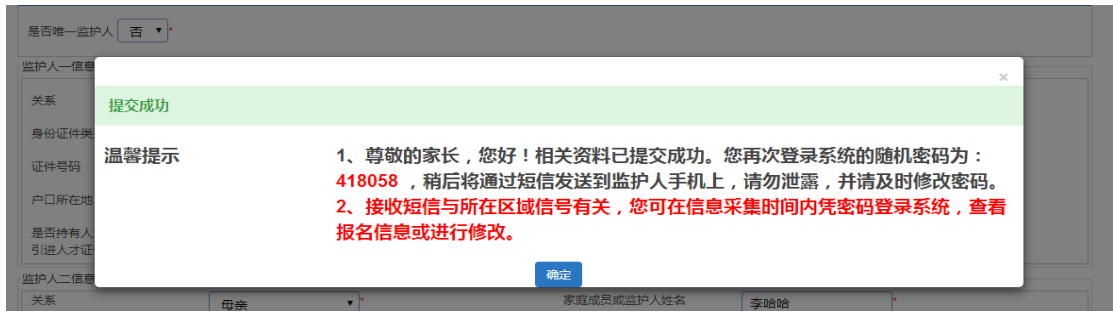 是否唯一监护人 否 *
监护人一信息
×
关系
提交成功
身份证件类
温馨提示
1、尊敬的家长，您好！相关资料已提交成功。您再次登录系统的随机密码为：
证件号码
418058 ，稍后将通过短信发送到监护人手机上，请勿泄露，并请及时修改密码。
户口所在地
2、接收短信与所在区域信号有关，您可在信息采集时间内凭密码登录系统，查看
是否持有人
报名信息或进行修改。
引进人才证
确定
监护人二信息
关系 母亲 * 家庭成员或监护人姓名 李哈哈 *